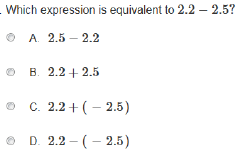 . Which expression is equivalent to 2.2 – 2.5?
A. 2.5 – 2.2
B. 2.2 + 2.5
C. 2.2 + ( – 2.5)
D. 2.2 – ( – 2.5)